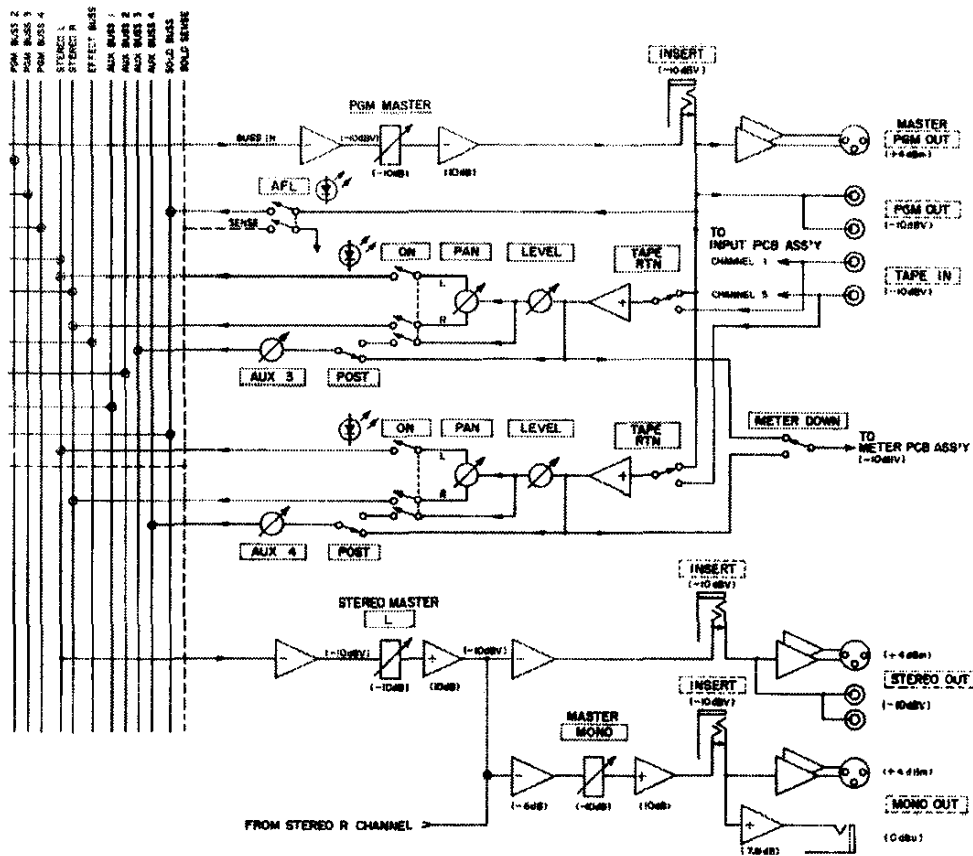 PGM BUSS 2
PGM BUSS 3
PGM BUSS 4
STEREO L
STEREO R
EFFECT BUSS
AUX BUSS 1
AUX BUSS 2
AUX BUSS 3
AUX BUSS 4
SOLO BUSS
SOLO SENSE
INSERT
(-10dBV)
PGM MASTER
BUSS IN
(-10dBV)
(-10dB)
(10dB)
MASTER
PGM OUT
(+4dBm)
AFL
SENSE
PGM OUT
(-10dBV)
TO
INPUT PCB ASS'Y
CHANNEL 1
CHANNEL 5
TAPE IN
(-10dBV)
ON
PAN
LEVEL
TAPE
RTN
L
R
AUX 3
POST
METER DOWN
TO
METER PCB ASS'Y
(-10dBV)
ON
PAN
LEVEL
TAPE
RTN
L
R
AUX 4
POST
INSERT
(-10dBV)
STEREO MASTER
L
(-10dBV)
(-10dBV)
(-10dB)
(10dB)
(+4dBm)
STEREO OUT
(-10dBV)
INSERT
(-10dBV)
MASTER
MONO
(-6dB)
(-10dB)
(10dB)
(+4dBm)
MONO OUT
FROM STEREO R CHANNEL
(0dBu)